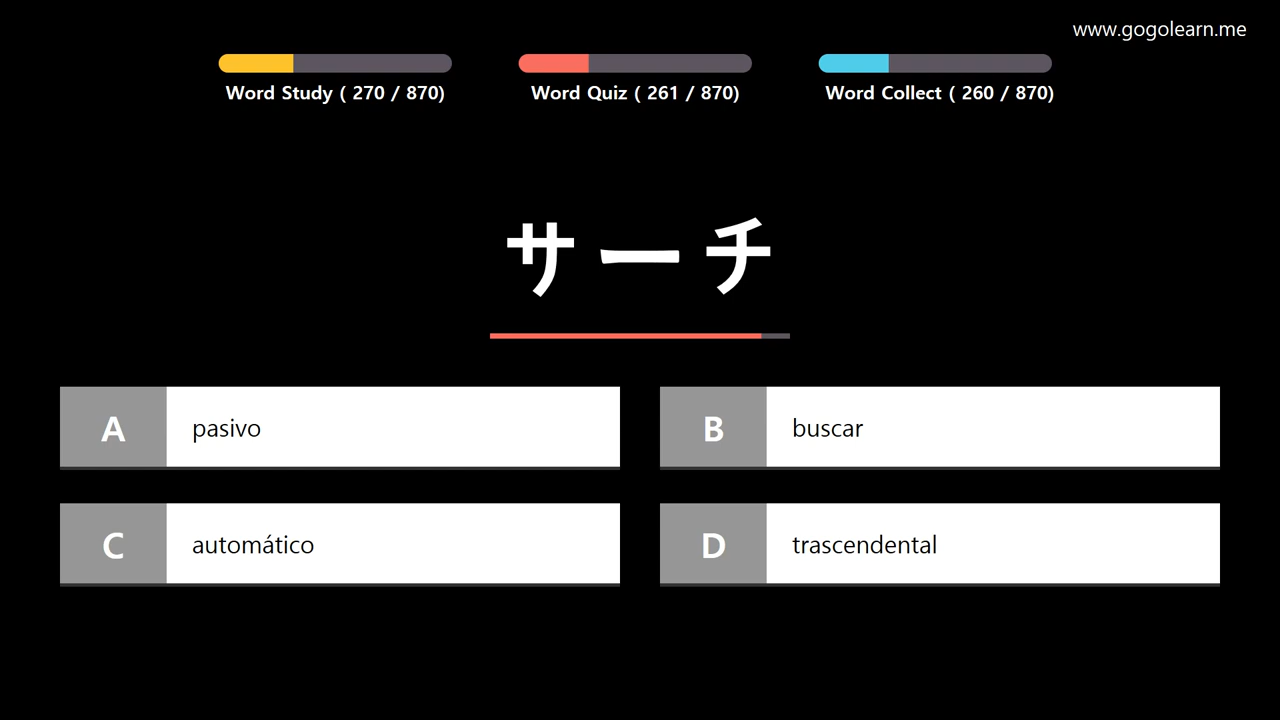 www.gogolearn.me
Word Study ( 270 / 870)
Word Quiz ( 261 / 870)
Word Collect ( 260 / 870)
サーチ
A pasivo
B buscar
C automático
D trascendental